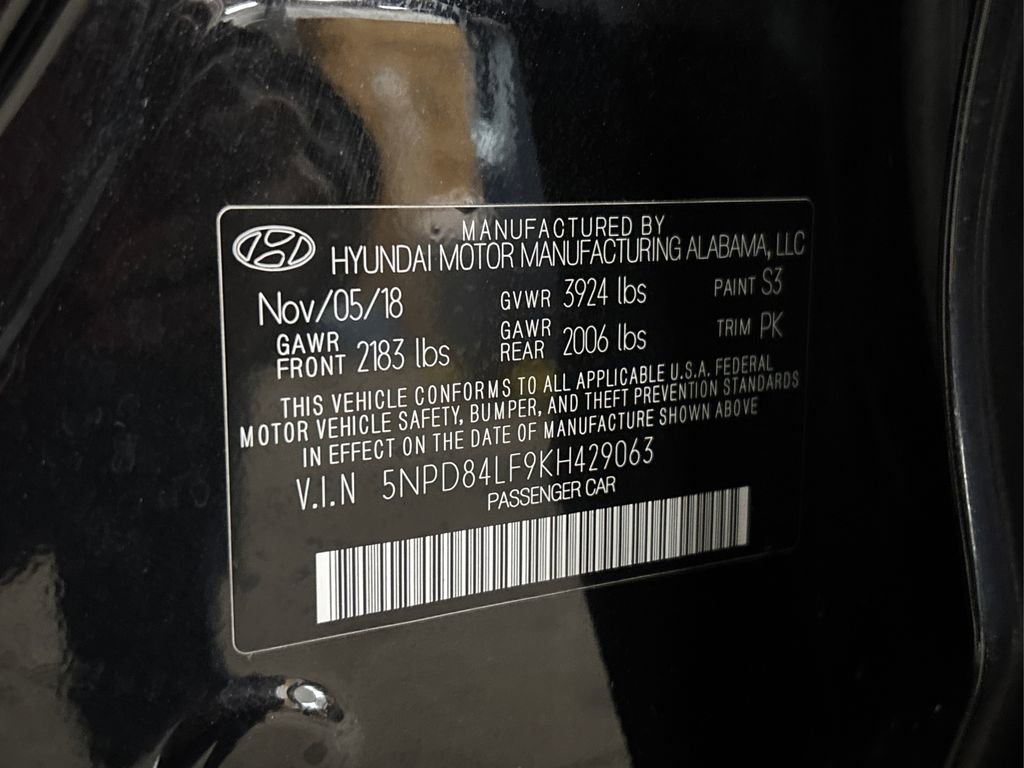 MANUFACTURED BY
HYUNDAI MOTOR MANUFACTURING ALABAMA, LLC
Nov/05/18 GVWR 3924 lbs PAINT S3
GAWR FRONT 2183 lbs GAWR REAR 2006 lbs TRIM PK
THIS VEHICLE CONFORMS TO ALL APPLICABLE U.S.A. FEDERAL
MOTOR VEHICLE SAFETY, BUMPER, AND THEFT PREVENTION STANDARDS
IN EFFECT ON THE DATE OF MANUFACTURE SHOWN ABOVE
V.I.N 5NPD84LF9KH429063
PASSENGER CAR